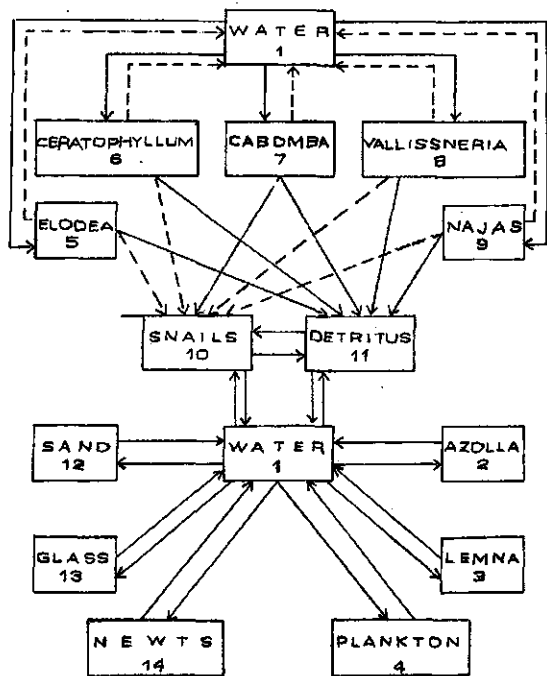 WATER
1
CERATOPHYLLUM
6
CABOMBA
7
VALLISSNERIA
8
ELODEA
5
NAJAS
9
SNAILS
10
DETRITUS
11
SAND
12
WATER
1
AZOLLA
2
GLASS
13
LEMNA
3
NEWTS
14
PLANKTON
4